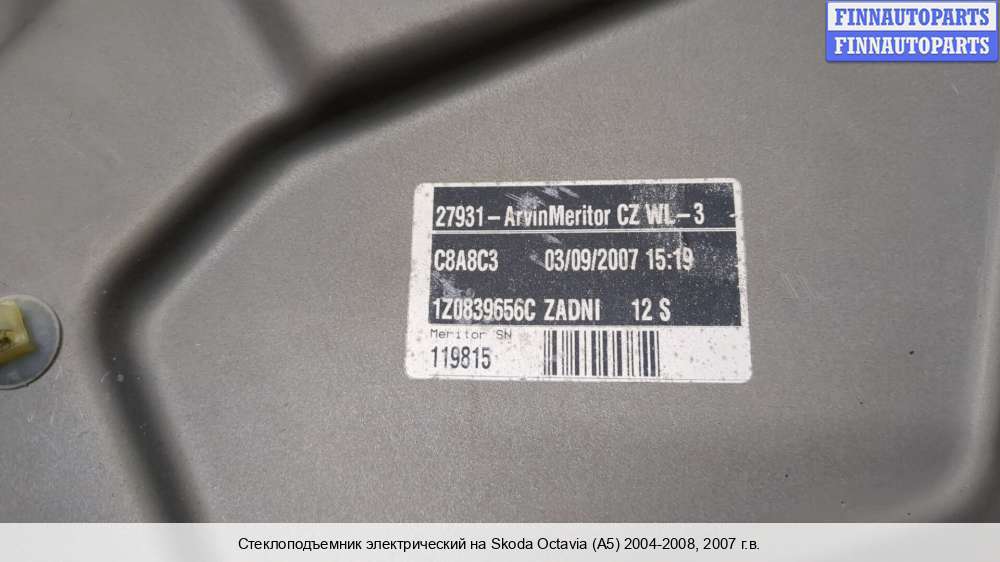 FINNAUTOPARTS
FINNAUTOPARTS
27931-ArvinMeritor CZ WL-3
C8A8C3 03/09/2007 15:19
1Z0839656C ZADNI 12 S
Meritor SN
119815
Стеклоподъемник электрический на Skoda Octavia (A5) 2004-2008, 2007 г.в.